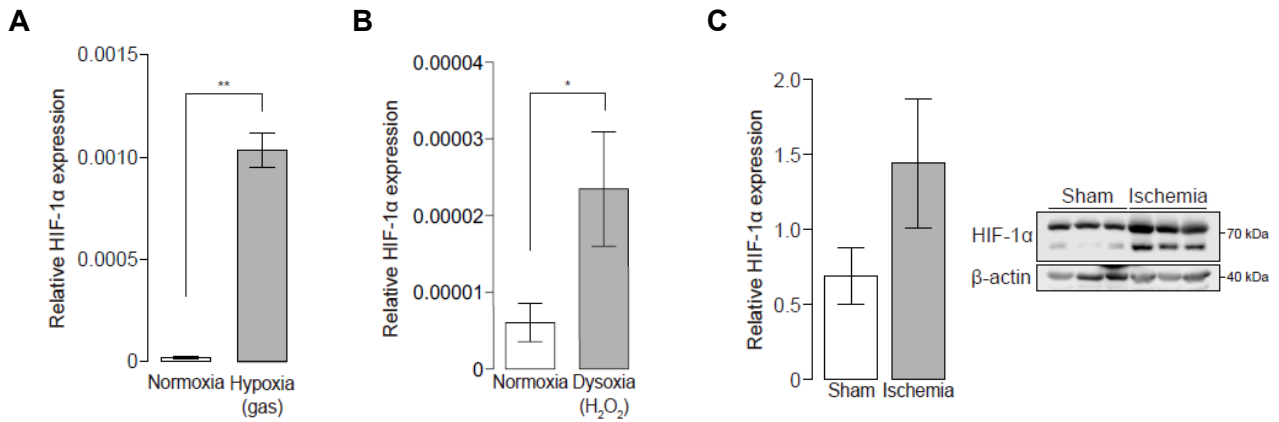 A
Relative HIF-1α expression
0.0015
0.0010
0.0005
0
**
Normoxia Hypoxia
(gas)
B
Relative HIF-1α expression
0.00004
0.00003
0.00002
0.00001
0
*
Normoxia Dysoxia
(H₂O₂)
C
Relative HIF-1α expression
2.0
1.5
1.0
0.5
0
Sham Ischemia
Sham Ischemia
HIF-1α
70 kDa
β-actin
40 kDa